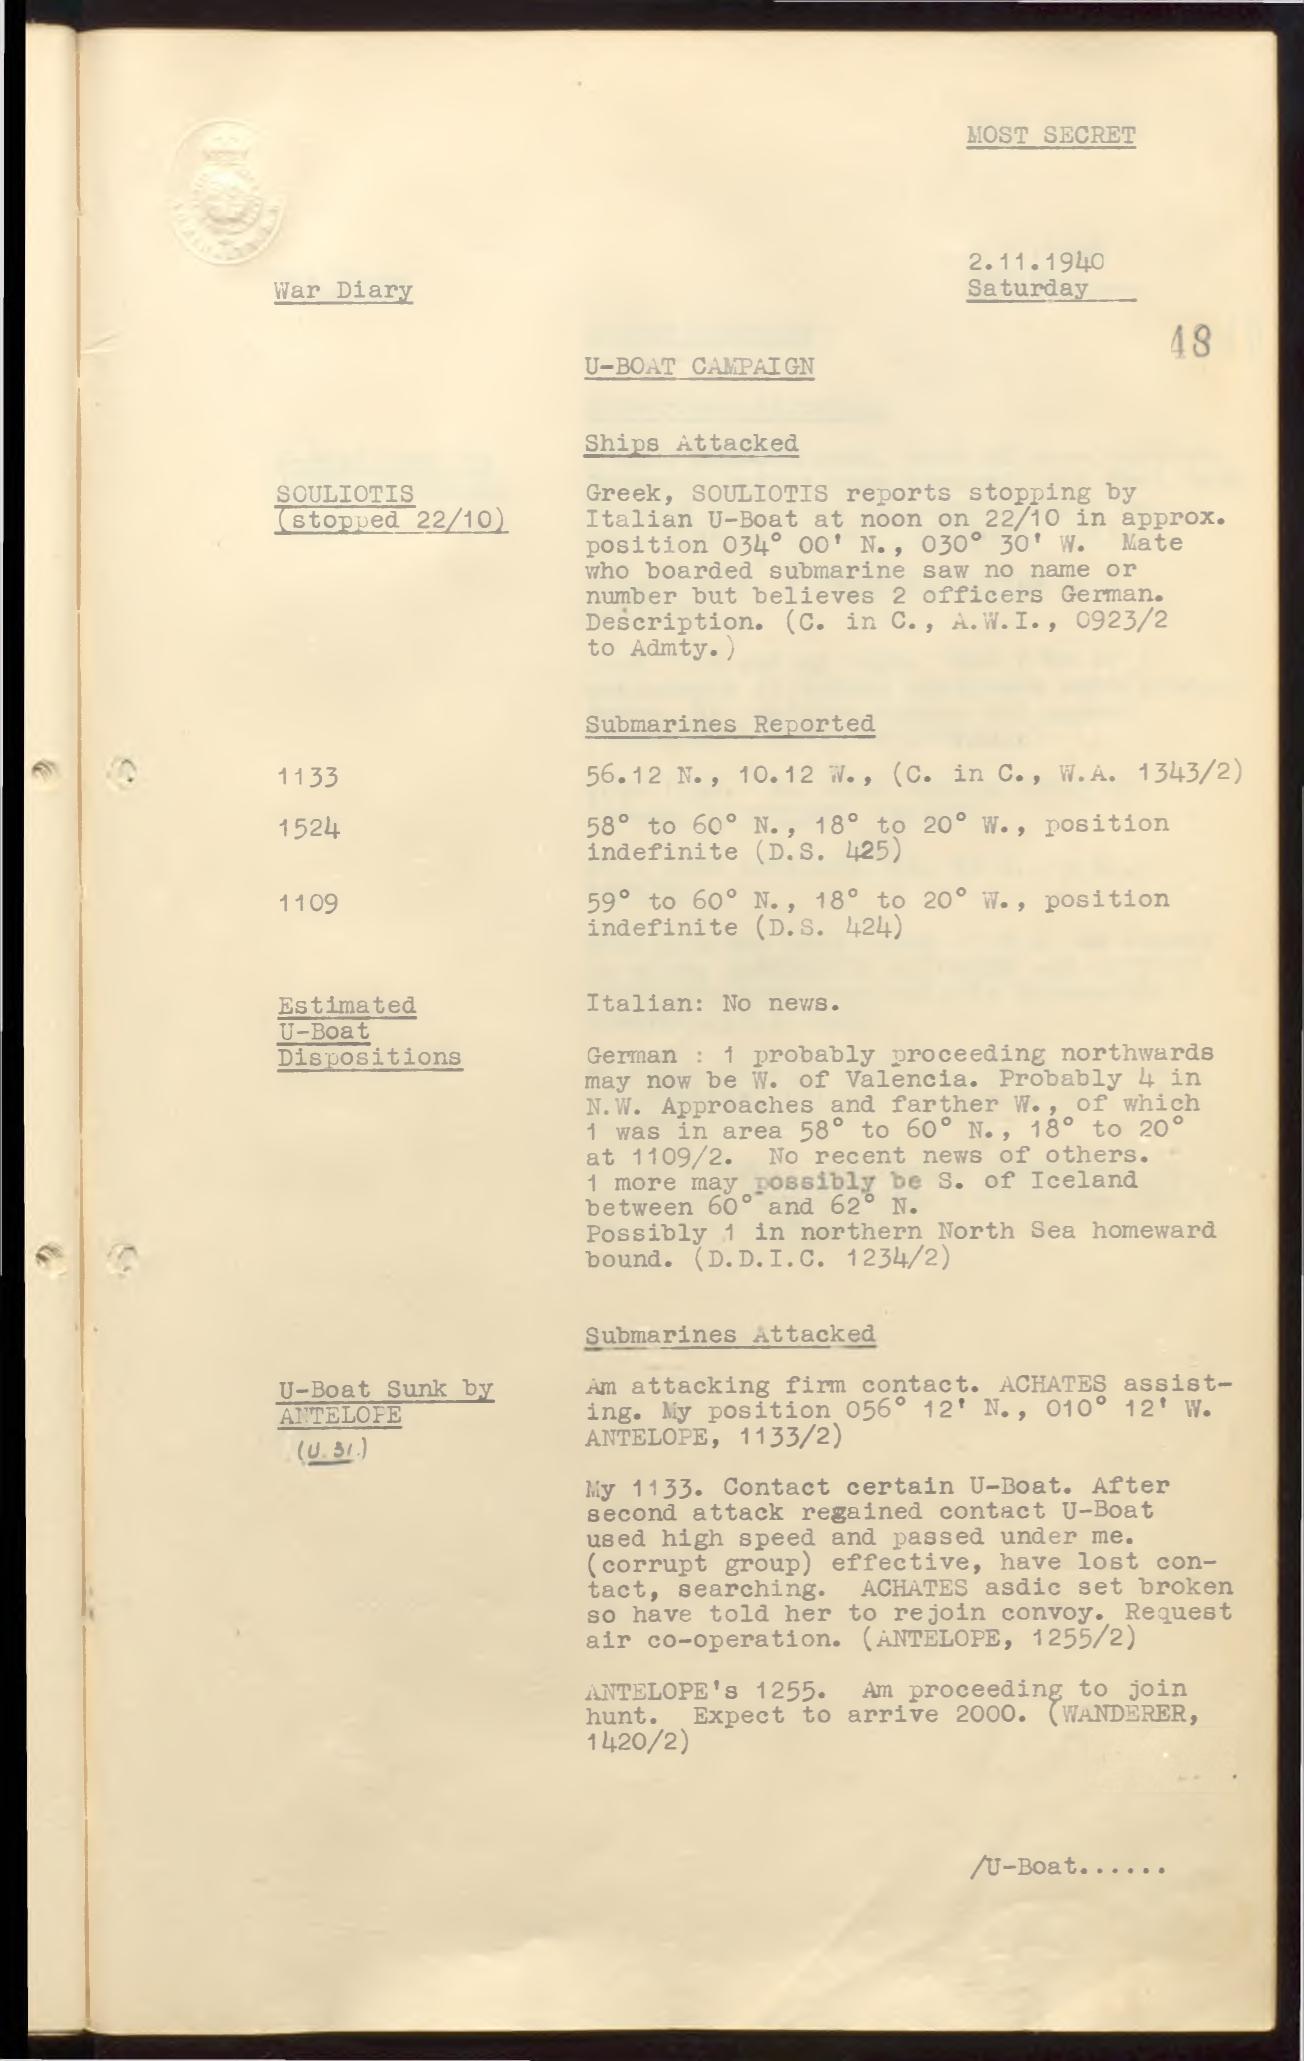 MOST SECRET
2.11.1940
War Diary
Saturday
48
U-BOAT CAMPAIGN
Ships Attacked
SOULIOTIS
(stopped 22/10)
Greek, SOULIOTIS reports stopping by
Italian U-Boat at noon on 22/10 in approx.
position 034° 00' N., 030° 30' W.  Mate
who boarded submarine saw no name or
number but believes 2 officers German.
Description. (C. in C., A.W.I., 0923/2
to Admty.)
Submarines Reported
1133
56.12 N., 10.12 W., (C. in C., W.A. 1343/2)
1524
58° to 60° N., 18° to 20° W., position
indefinite (D.S. 425)
1109
59° to 60° N., 18° to 20° W., position
indefinite (D.S. 424)
Estimated
U-Boat
Dispositions
Italian: No news.
German : 1 probably proceeding northwards
may now be W. of Valencia. Probably 4 in
N.W. Approaches and farther W., of which
1 was in area 58° to 60° N., 18° to 20°
at 1109/2.  No recent news of others.
1 more may possibly be S. of Iceland
between 60° and 62° N.
Possibly 1 in northern North Sea homeward
bound. (D.D.I.C. 1234/2)
Submarines Attacked
U-Boat Sunk by
ANTELOPE
(U.31.)
Am attacking firm contact. ACHATES assist-
ing. My position 056° 12' N., 010° 12' W.
ANTELOPE, 1133/2)
My 1133. Contact certain U-Boat. After
second attack regained contact U-Boat
used high speed and passed under me.
(corrupt group) effective, have lost con-
tact, searching.  ACHATES asdic set broken
so have told her to rejoin convoy. Request
air co-operation. (ANTELOPE, 1255/2)
ANTELOPE's 1255.  Am proceeding to join
hunt.  Expect to arrive 2000. (WANDERER,
1420/2)
/U-Boat......